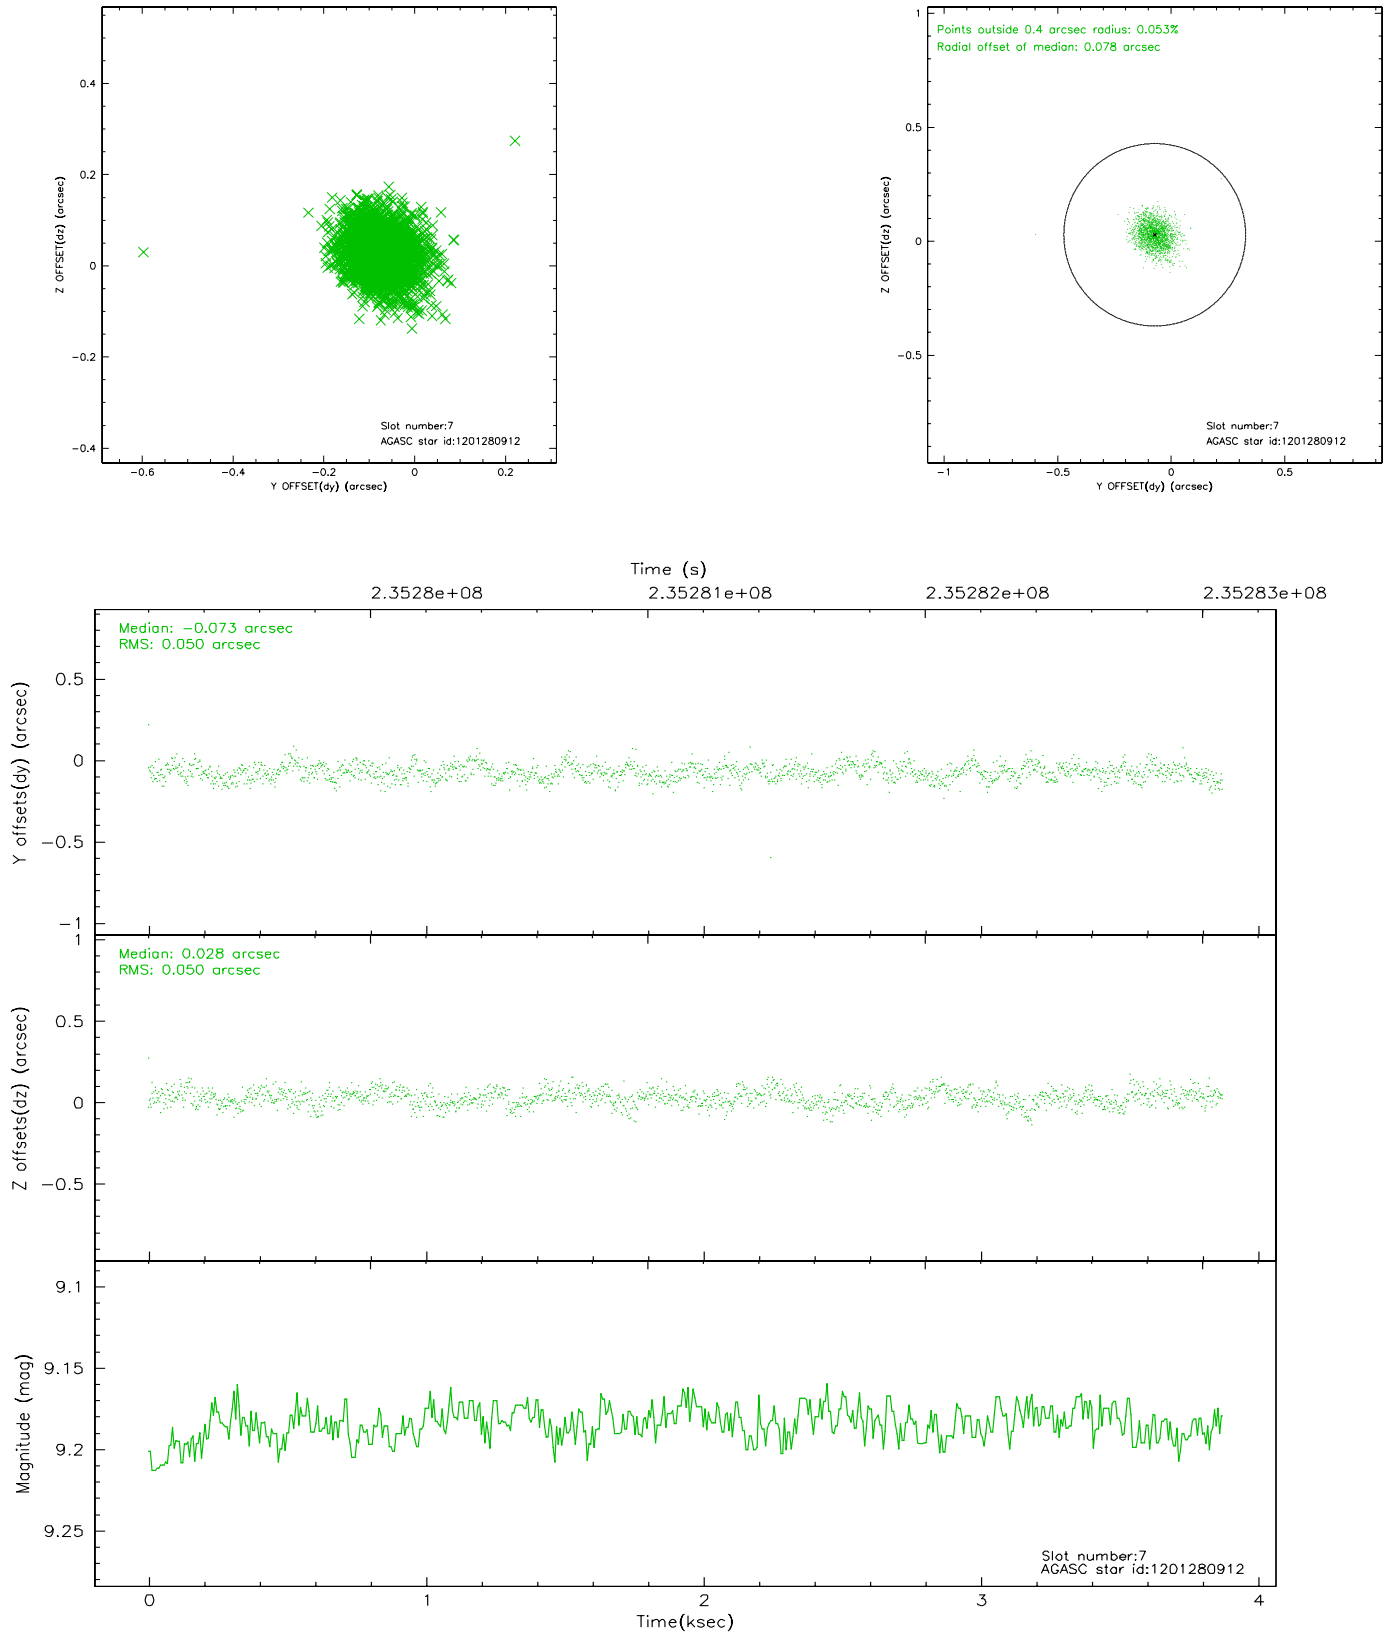 0.4
0.2
0
−0.2
−0.4
Z OFFSET(dz) (arcsec)
Slot number:7
AGASC star id:1201280912
−0.6
−0.4
−0.2
0
0.2
Y OFFSET(dy) (arcsec)
Points outside 0.4 arcsec radius: 0.053%
Radial offset of median: 0.078 arcsec
1
0.5
0
−0.5
Z OFFSET(dz) (arcsec)
Slot number:7
AGASC star id:1201280912
−1
−0.5
0
0.5
Y OFFSET(dy) (arcsec)
Time (s)
2.3528e+08
2.35281e+08
2.35282e+08
2.35283e+08
Median: −0.073 arcsec
RMS: 0.050 arcsec
0.5
0
−0.5
−1
Y offsets(dy) (arcsec)
Median: 0.028 arcsec
RMS: 0.050 arcsec
1
0.5
0
−0.5
Z offsets(dz) (arcsec)
9.1
9.15
9.2
9.25
Magnitude (mag)
Slot number:7
AGASC star id:1201280912
0
1
2
3
4
Time(ksec)